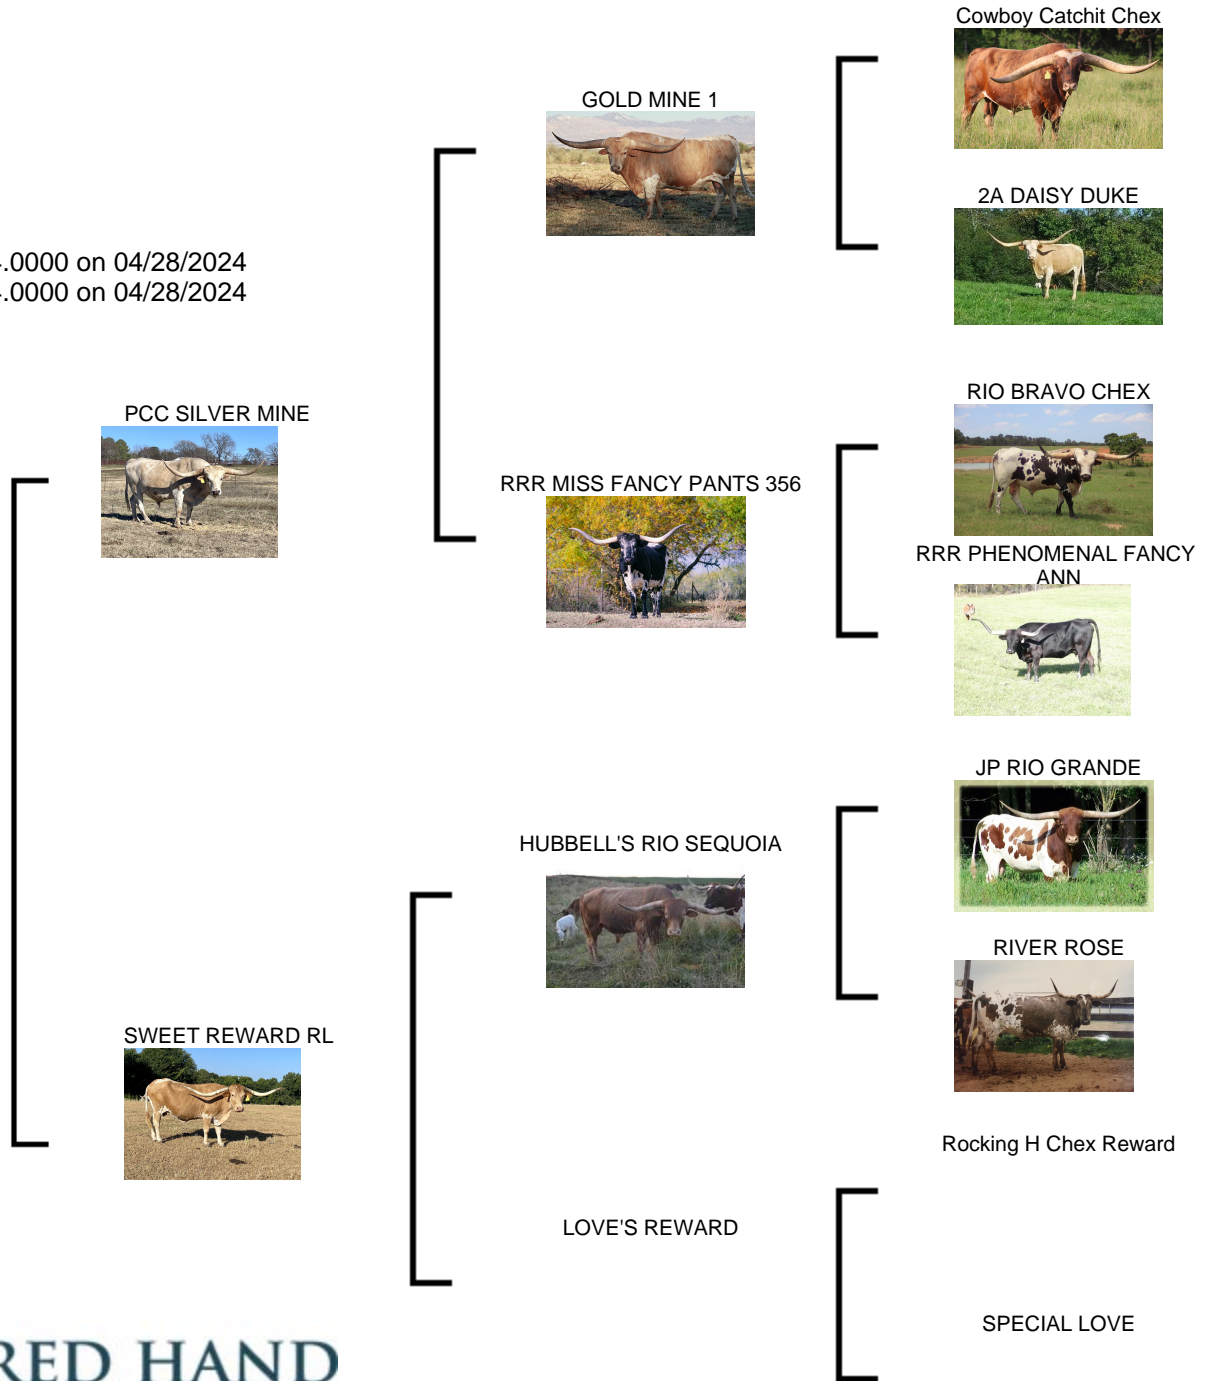 Cowboy Catchit Chex
GOLD MINE 1
2A DAISY DUKE
.0000 on 04/28/2024
.0000 on 04/28/2024
RIO BRAVO CHEX
PCC SILVER MINE
RRR MISS FANCY PANTS 356
RRR PHENOMENAL FANCY
ANN
JP RIO GRANDE
HUBBELL'S RIO SEQUOIA
RIVER ROSE
SWEET REWARD RL
Rocking H Chex Reward
LOVE'S REWARD
SPECIAL LOVE
RED HAND